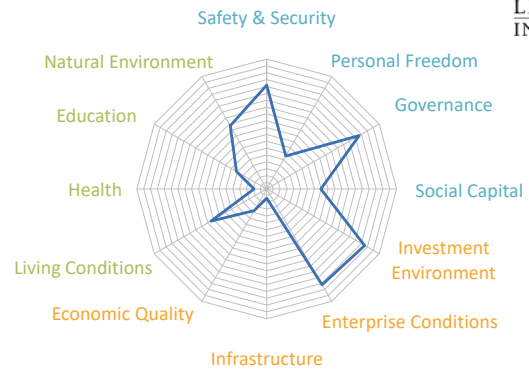 Safety & Security
Natural Environment
Personal Freedom
Education
Governance
Health
Social Capital
Investment
Environment
Living Conditions
Economic Quality
Enterprise Conditions
Infrastructure